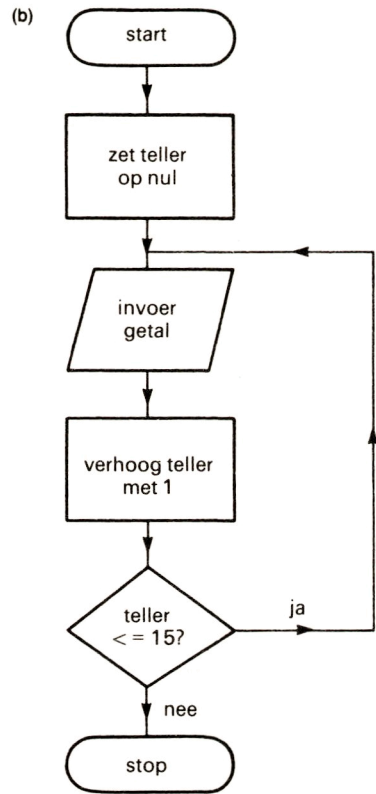 (b)
start
zet teller
op nul
invoer
getal
verhoog teller
met 1
teller
< = 15?
ja
nee
stop